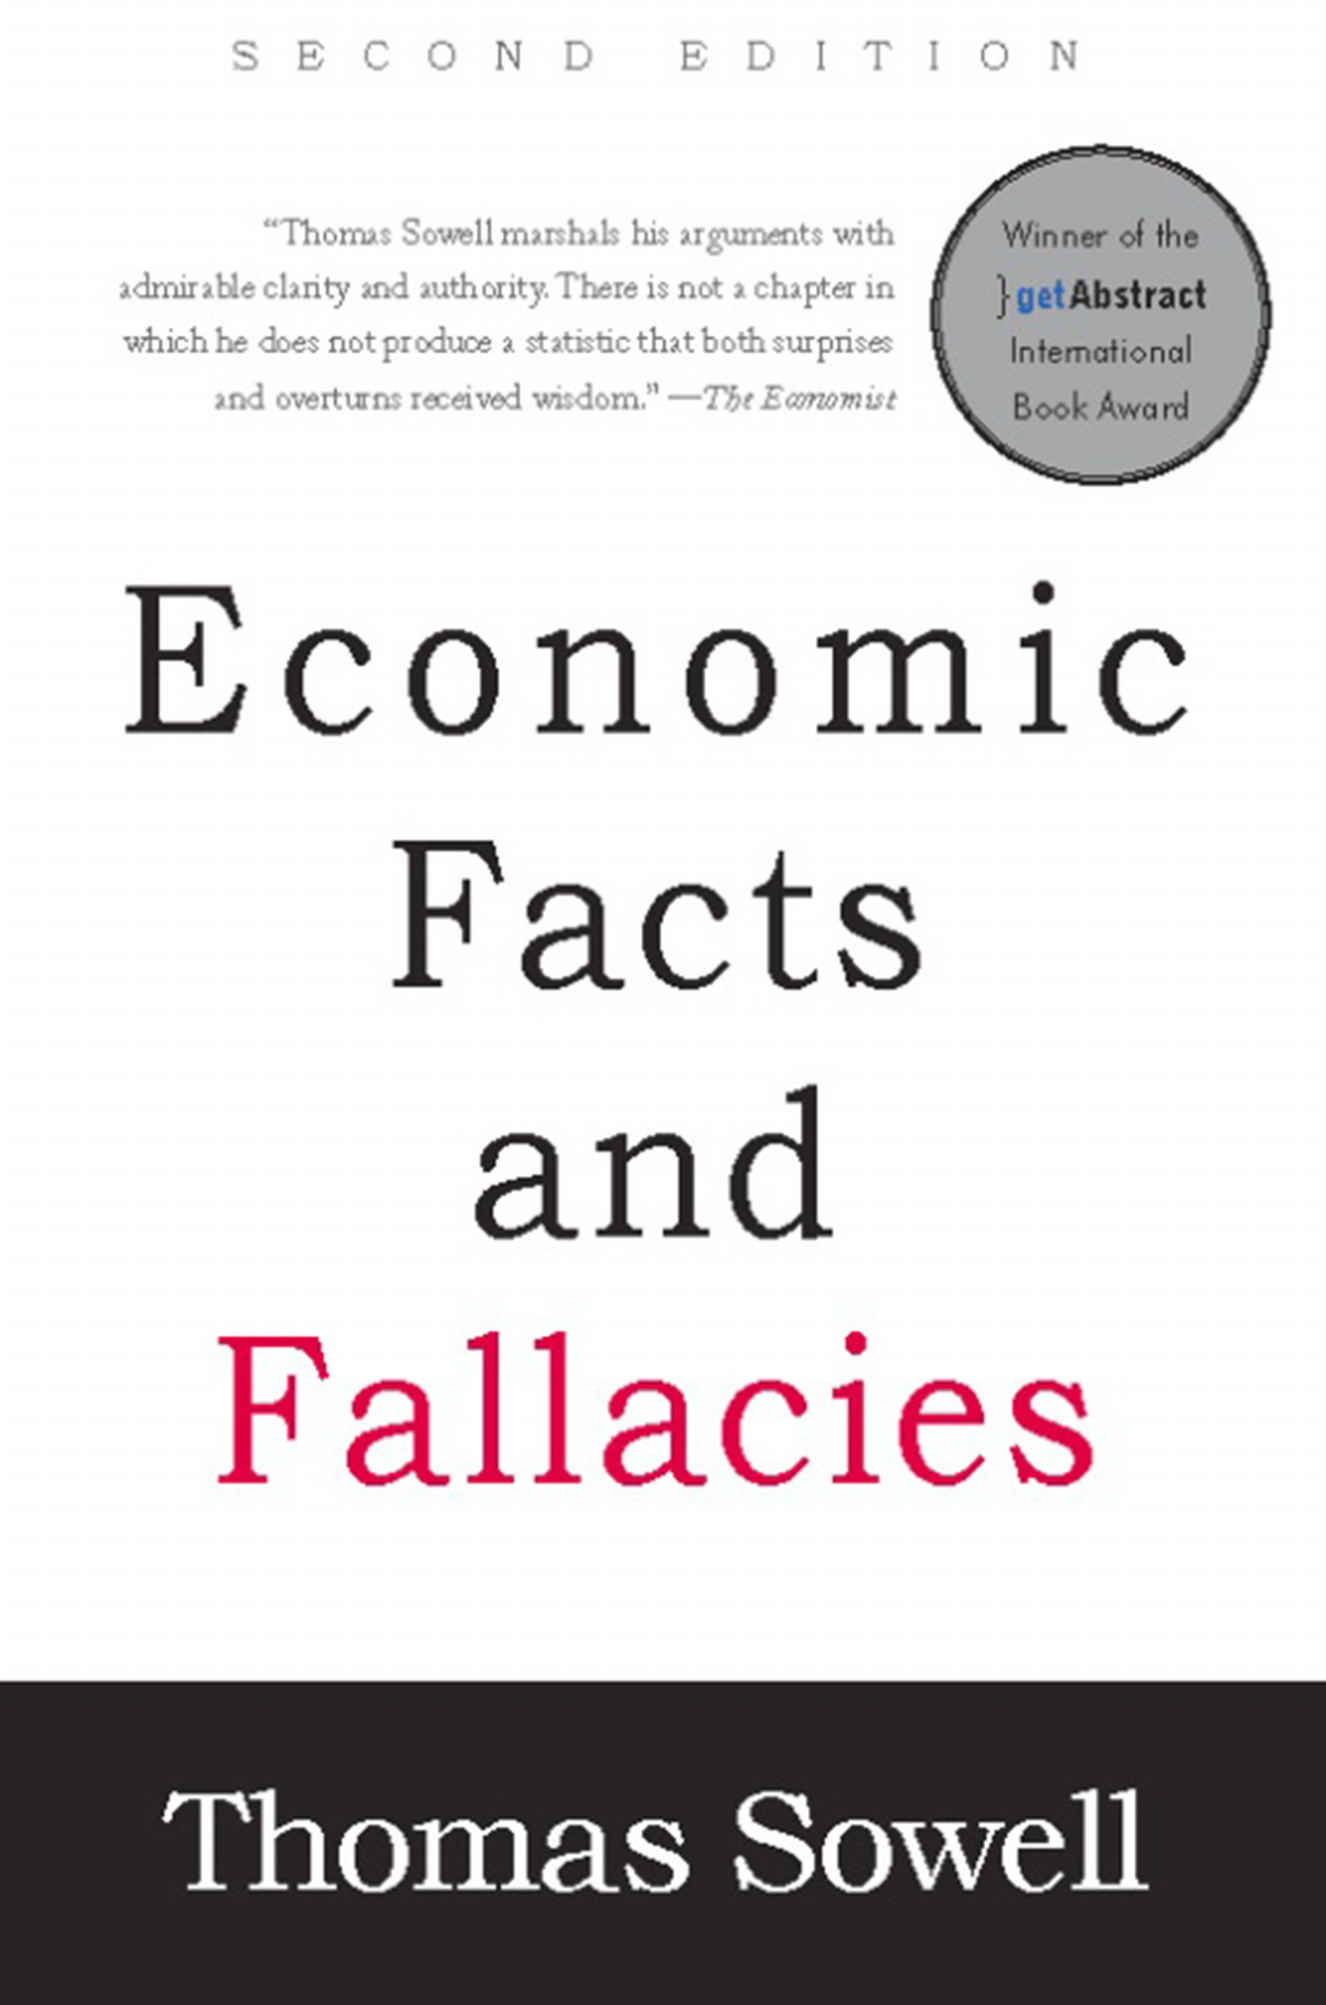 SECOND EDITION
“Thomas Sowell marshals his arguments with
admirable clarity and authority. There is not a chapter in
which he does not produce a statistic that both surprises
and overturns received wisdom.” —The Economist
Winner of the
}getAbstract
International
Book Award
Economic
Facts
and
Fallacies
Thomas Sowell